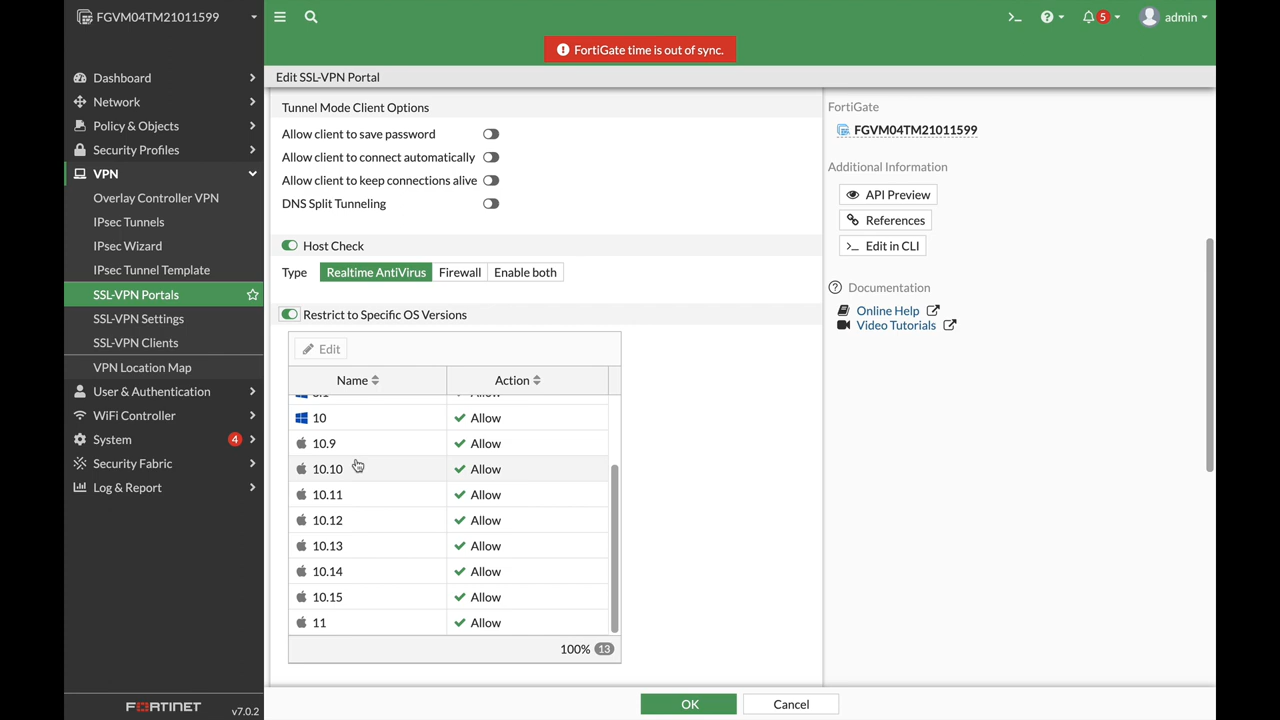 FGVM04TM21011599
5
admin
FortiGate time is out of sync.
Dashboard
Network
Policy & Objects
Security Profiles
VPN
Overlay Controller VPN
IPsec Tunnels
IPsec Wizard
IPsec Tunnel Template
SSL-VPN Portals
SSL-VPN Settings
SSL-VPN Clients
VPN Location Map
User & Authentication
WiFi Controller
System 4
Security Fabric
Log & Report
FORTINET
v7.0.2
Edit SSL-VPN Portal
Tunnel Mode Client Options
Allow client to save password
Allow client to connect automatically
Allow client to keep connections alive
DNS Split Tunneling
Host Check
Type Realtime AntiVirus Firewall Enable both
Restrict to Specific OS Versions
Edit
Name Action
10 Allow
10.9 Allow
10.10 Allow
10.11 Allow
10.12 Allow
10.13 Allow
10.14 Allow
10.15 Allow
11 Allow
100% 13
OK Cancel
FortiGate
FGVM04TM21011599
Additional Information
API Preview
References
>_ Edit in CLI
Documentation
Online Help
Video Tutorials